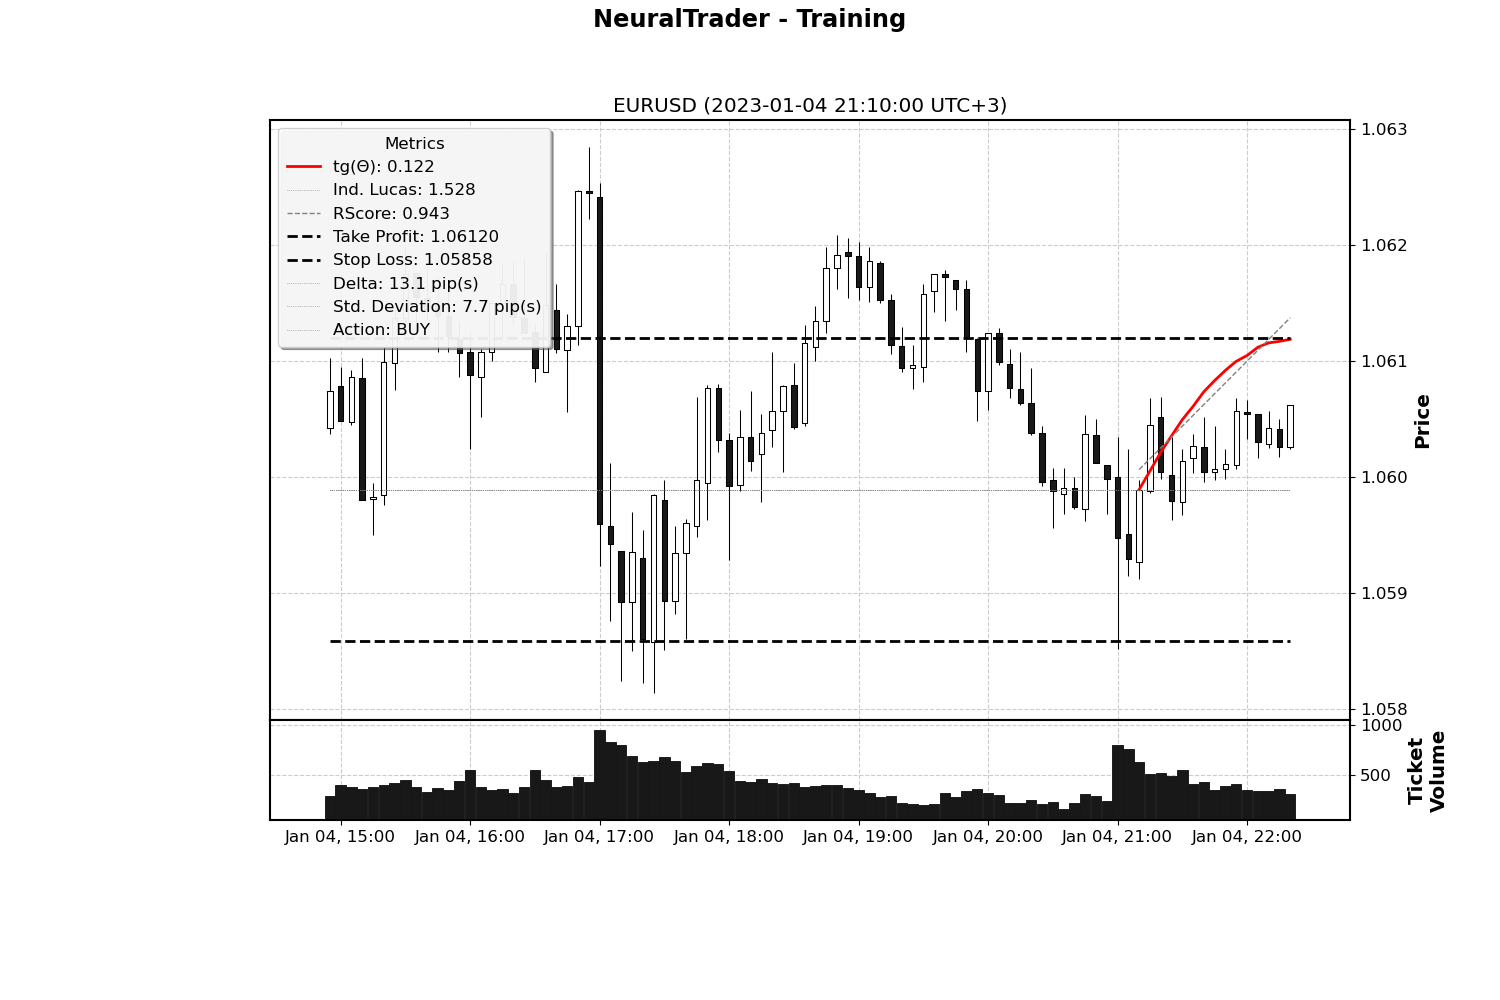 NeuralTrader - Training
EURUSD (2023-01-04 21:10:00 UTC+3)
Metrics
tg(Θ): 0.122
Ind. Lucas: 1.528
RScore: 0.943
Take Profit: 1.06120
Stop Loss: 1.05858
Delta: 13.1 pip(s)
Std. Deviation: 7.7 pip(s)
Action: BUY
1.063
1.062
1.061
1.060
1.059
1.058
Price
1000
500
Ticket
Volume
Jan 04, 15:00
Jan 04, 16:00
Jan 04, 17:00
Jan 04, 18:00
Jan 04, 19:00
Jan 04, 20:00
Jan 04, 21:00
Jan 04, 22:00